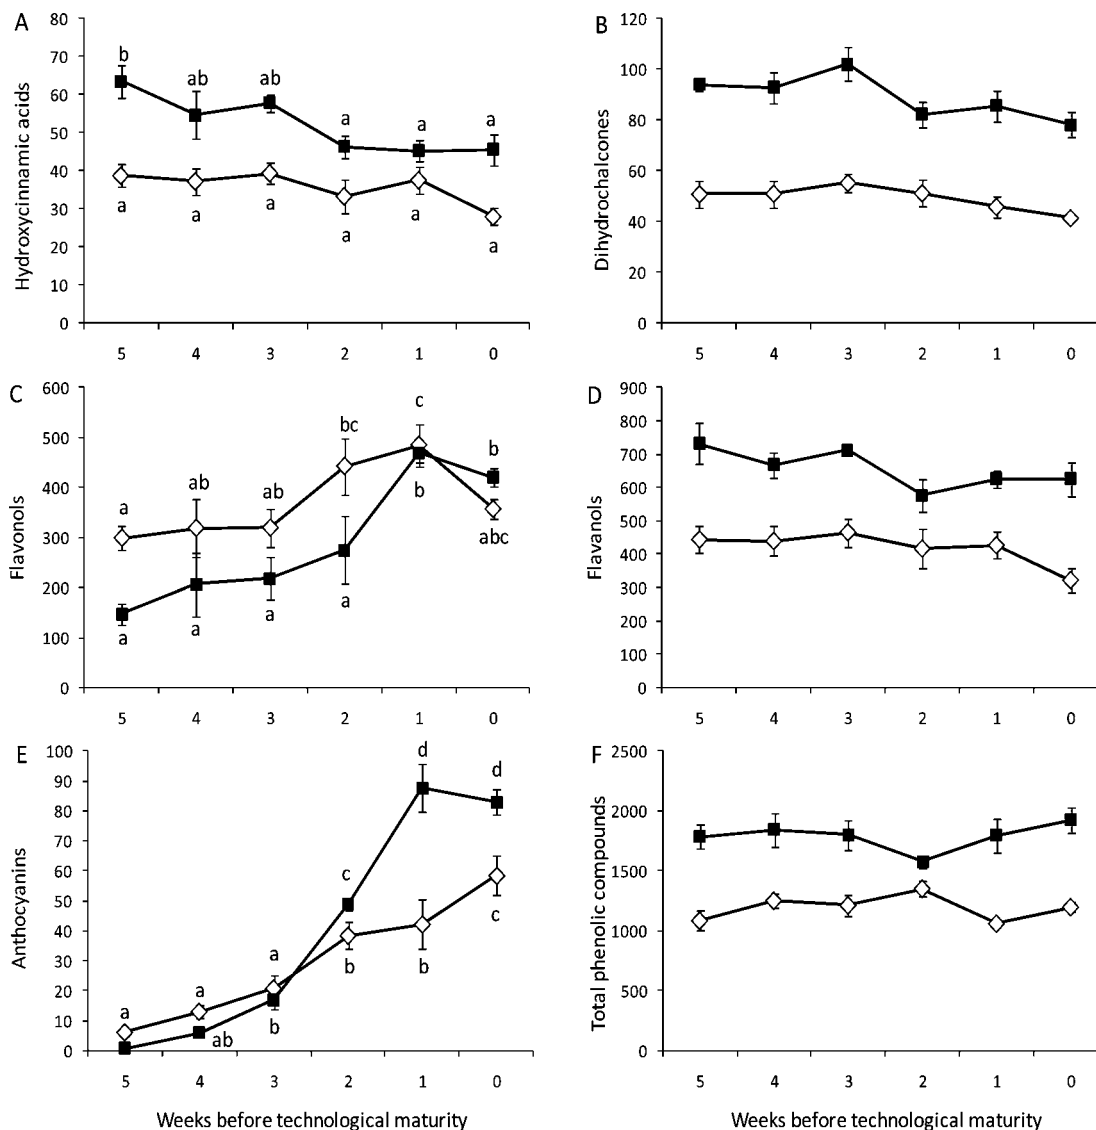 A
Hydroxycinnamic acids
80
70
60
50
40
30
20
10
0
b
ab
ab
a
a
a
a
a
a
a
a
a
5 4 3 2 1 0
B
Dihydrochalcones
120
100
80
60
40
20
0
5 4 3 2 1 0
C
Flavonols
600
500
400
300
200
100
0
a
ab
ab
bc
c
b
a
a
a
a
b
abc
5 4 3 2 1 0
D
Flavanols
900
800
700
600
500
400
300
200
100
0
5 4 3 2 1 0
E
Anthocyanins
100
90
80
70
60
50
40
30
20
10
0
a
a
a
c
d
d
ab
b
b
b
c
5 4 3 2 1 0
Weeks before technological maturity
F
Total phenolic compounds
2500
2000
1500
1000
500
0
5 4 3 2 1 0
Weeks before technological maturity